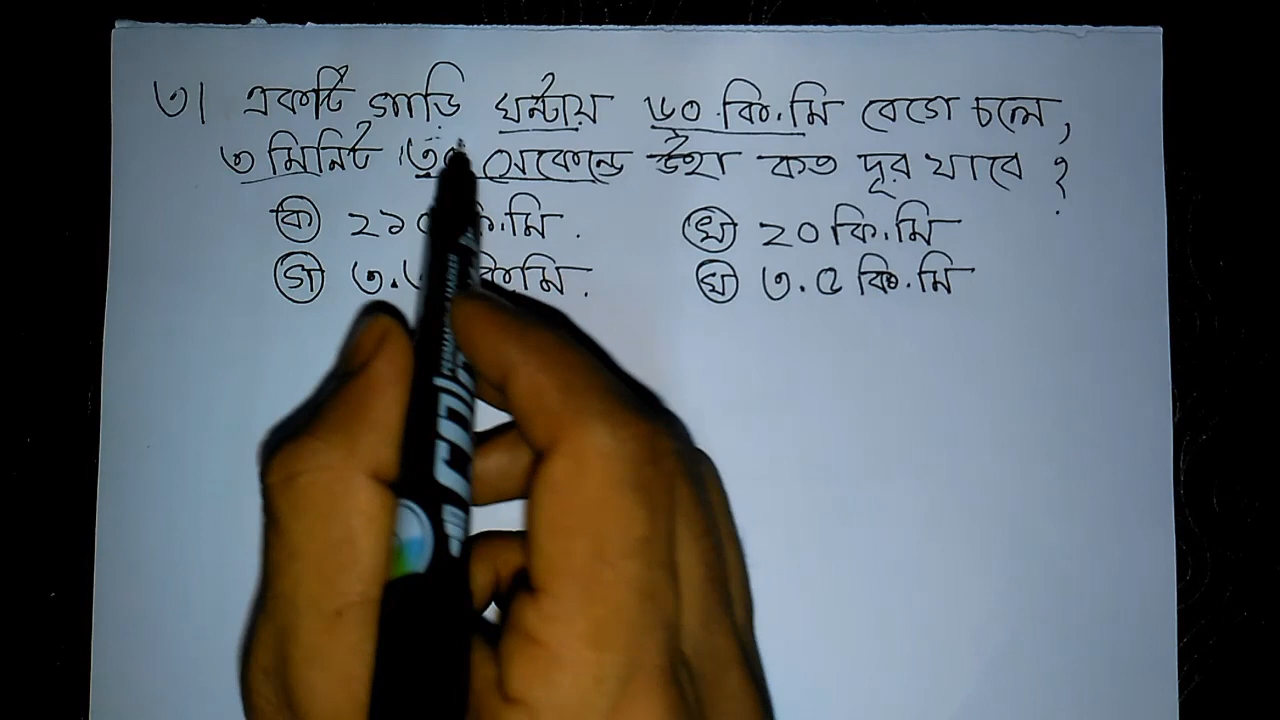 ৩। একটি গাড়ি ঘন্টায় ৬০ কি.মি বেগে চলে,
৩ মিনিট সেকেন্ডে উহা কত দূর যাবে ?
ক কি.মি. খ ২০ কি.মি
গ কি.মি. ঘ ৩.৫ কি.মি